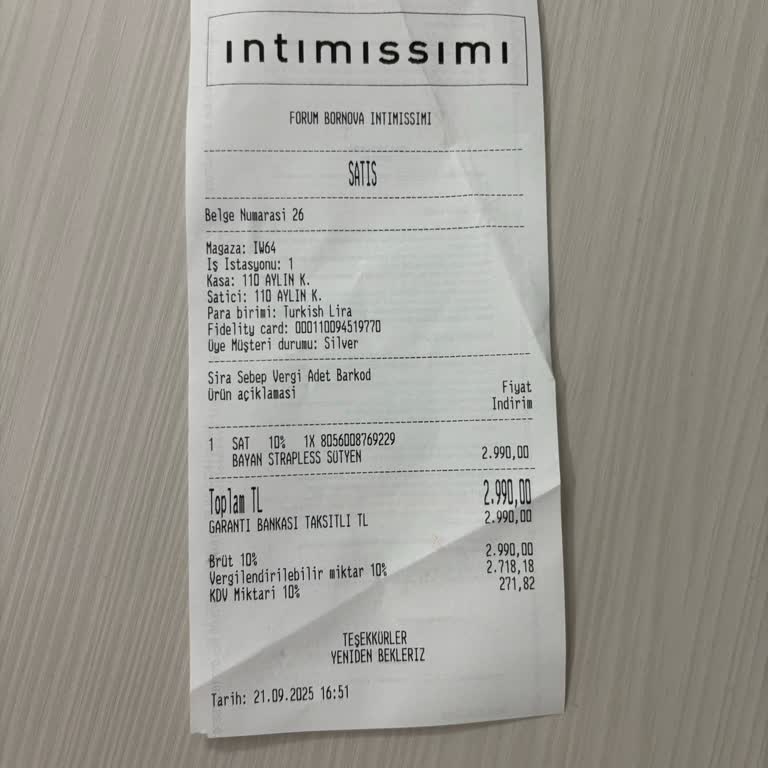 ıntımıssımı
FORUM BORNOVA INTIMISSIMI
SATIS
Belge Numarasi 26
Magaza: IW64
Iş Istasyonu: 1
Kasa: 110 AYLIN K.
Satici: 110 AYLIN K.
Para birimi: Turkish Lira
Fidelity card: 000110094519770
Üye Müşteri durumu: Silver
Sira Sebep Vergi Adet Barkod
Ürün açiklamasi Fiyat
Indirim
1 SAT 10% 1X 8056008769229
BAYAN STRAPLESS SÜTYEN 2.990,00
Toplam TL 2.990,00
GARANTI BANKASI TAKSITLI TL 2.990,00
Brüt 10% 2.990,00
Vergilendirilebilir miktar 10% 2.718,18
KDV Miktari 10% 271,82
TEŞEKKÜRLER
YENIDEN BEKLERIZ
Tarih: 21.09.2025 16:51